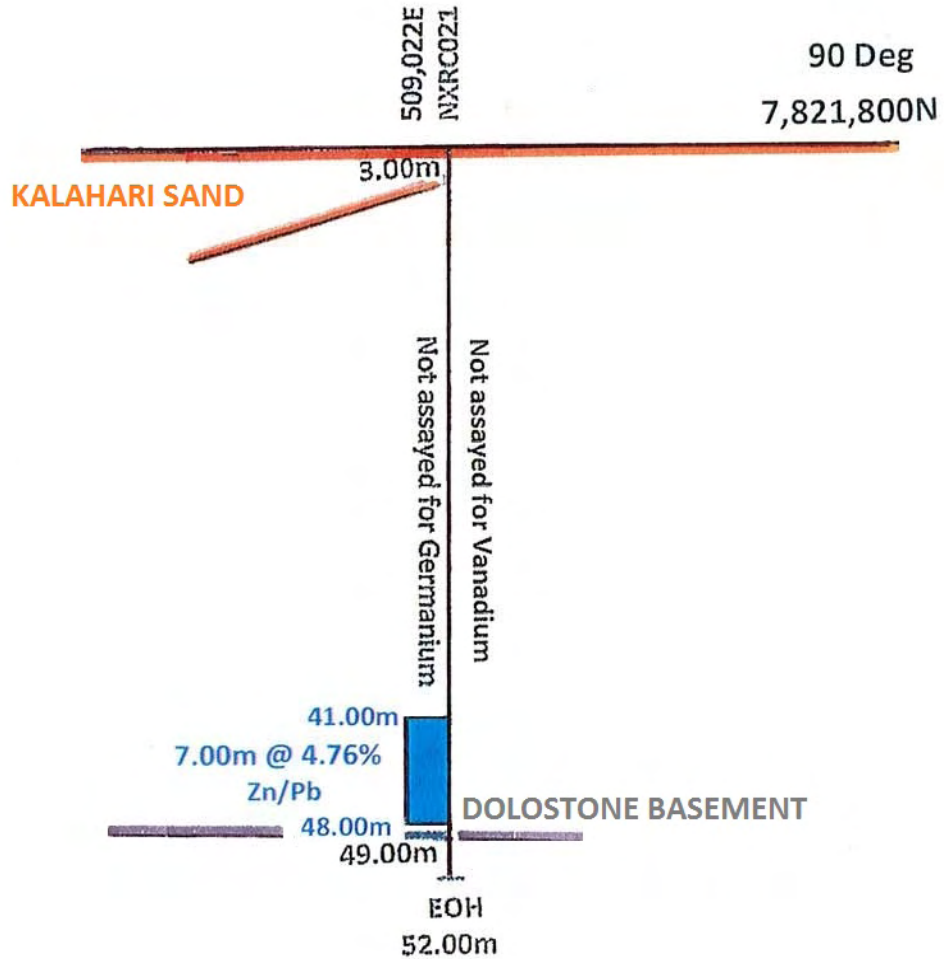 509,022E
NXRC021
90 Deg
7,821,800N
3.00m
KALAHARI SAND
Not assayed for Germanium
Not assayed for Vanadium
41.00m
7.00m @ 4.76%
Zn/Pb
DOLOSTONE BASEMENT
48.00m
49.00m
EOH
52.00m